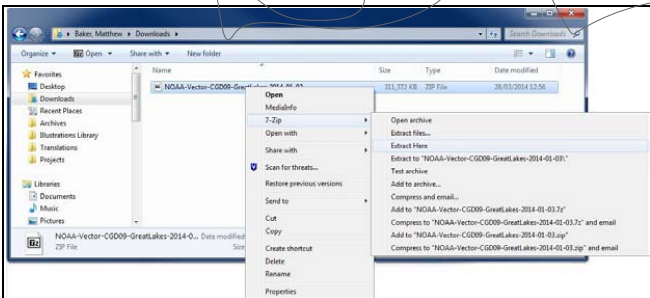 Baker, Matthew ▸ Downloads ▸
Search Downloads
Organize ▾ Open ▾ Share with ▾ New folder
Name Size Type Date modified
Favorites
Desktop
Downloads
Recent Places
Archives
Illustrations Library
Translations
Projects
Libraries
Documents
Music
Pictures
NOAA-Vector-CGD09-GreatLakes-2014-01-03 311,372 KB ZIP File 28/03/2014 12:56
Open
MediaInfo
7-Zip
Open with
Share with
Scan for threats...
Restore previous versions
Send to
Cut
Copy
Create shortcut
Delete
Rename
Properties
Open archive
Extract files...
Extract Here
Extract to "NOAA-Vector-CGD09-GreatLakes-2014-01-03\"
Test archive
Add to archive...
Compress and email...
Add to "NOAA-Vector-CGD09-GreatLakes-2014-01-03.7z"
Compress to "NOAA-Vector-CGD09-GreatLakes-2014-01-03.7z" and email
Add to "NOAA-Vector-CGD09-GreatLakes-2014-01-03.zip"
Compress to "NOAA-Vector-CGD09-GreatLakes-2014-01-03.zip" and email
7z
NOAA-Vector-CGD09-GreatLakes-2014-0... Date modified
ZIP File